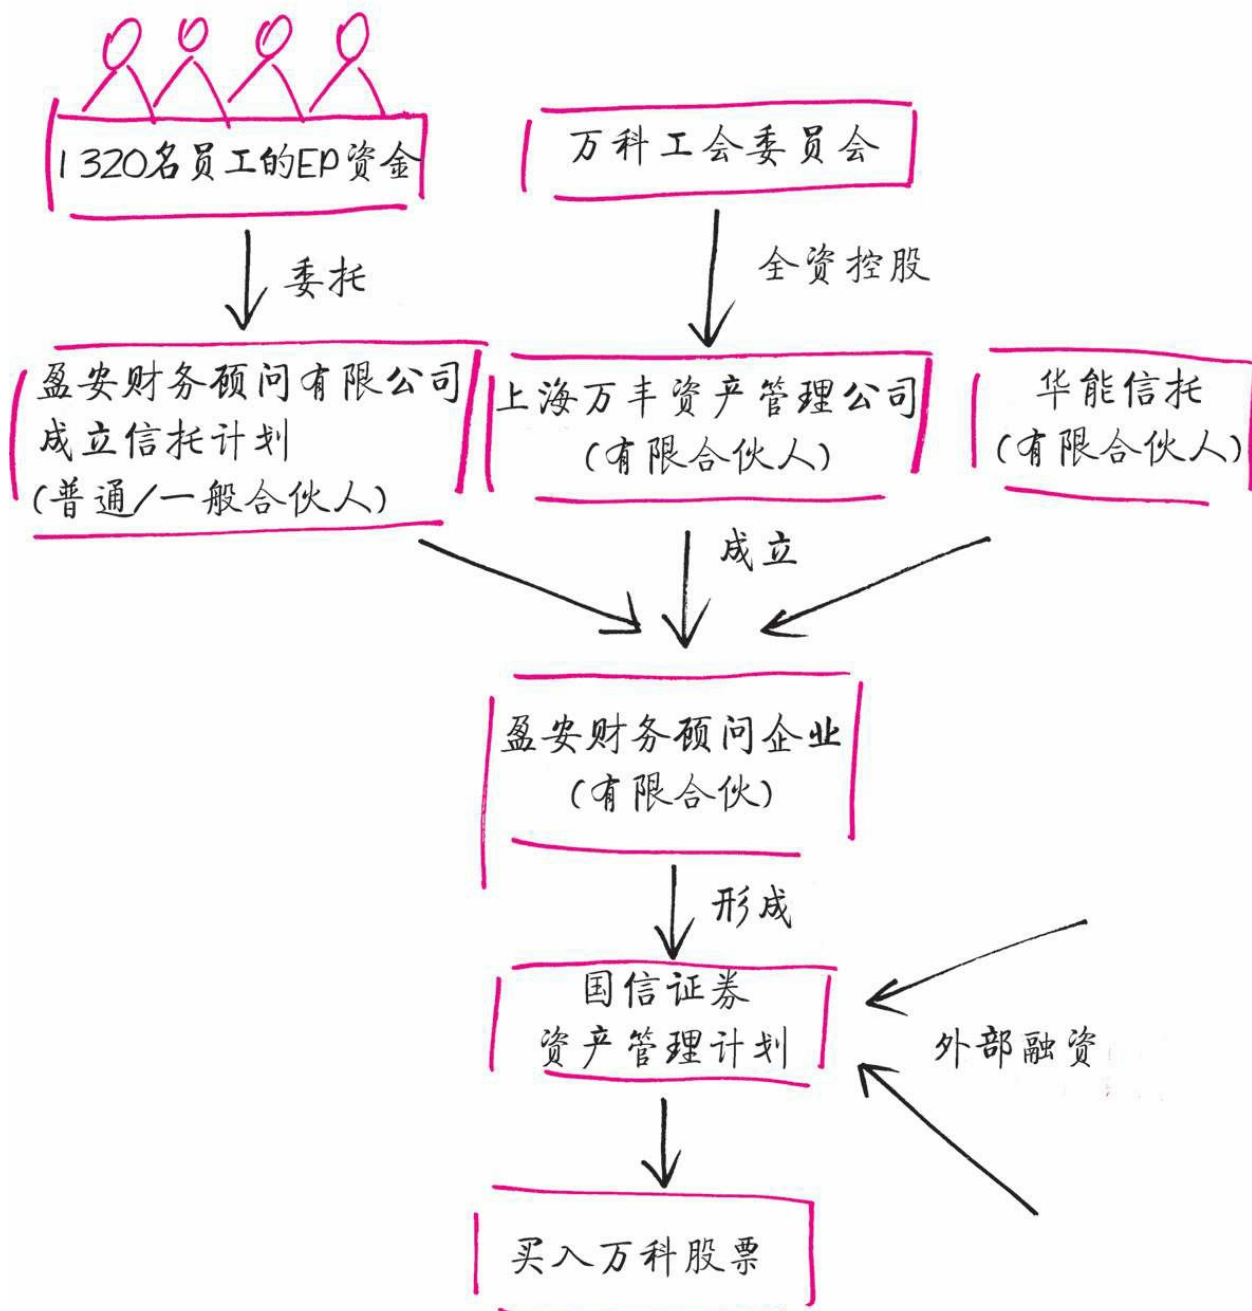 1320名员工的EP资金
万科工会委员会
委托
全资控股
盈安财务顾问有限公司
成立信托计划
(普通/一般合伙人)
上海万丰资产管理公司
(有限合伙人)
华能信托
(有限合伙人)
成立
盈安财务顾问企业
(有限合伙)
形成
国信证券
资产管理计划
外部融资
买入万科股票